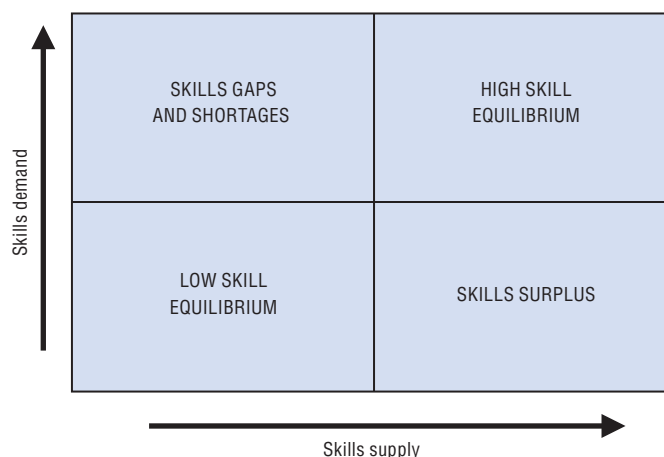 SKILLS GAPS
AND SHORTAGES
HIGH SKILL
EQUILIBRIUM
Skills demand
LOW SKILL
EQUILIBRIUM
SKILLS SURPLUS
Skills supply